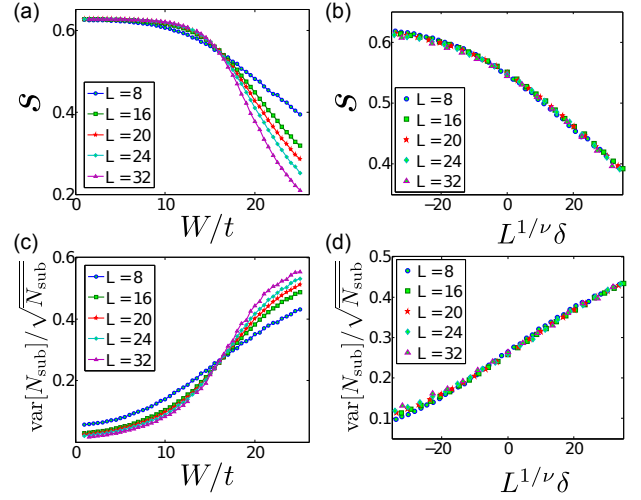 (a)
0.6
0.4
0.2
0
10
20
S
W/t
L = 8
L = 16
L = 20
L = 24
L = 32
(b)
0.6
0.5
0.4
−20
0
20
S
L^{1/ν}δ
L = 8
L = 16
L = 20
L = 24
L = 32
(c)
0.6
0.4
0.2
0
10
20
var[N_sub]/√N_sub
W/t
L = 8
L = 16
L = 20
L = 24
L = 32
(d)
0.5
0.4
0.3
0.2
0.1
−20
0
20
var[N_sub]/√N_sub
L^{1/ν}δ
L = 8
L = 16
L = 20
L = 24
L = 32